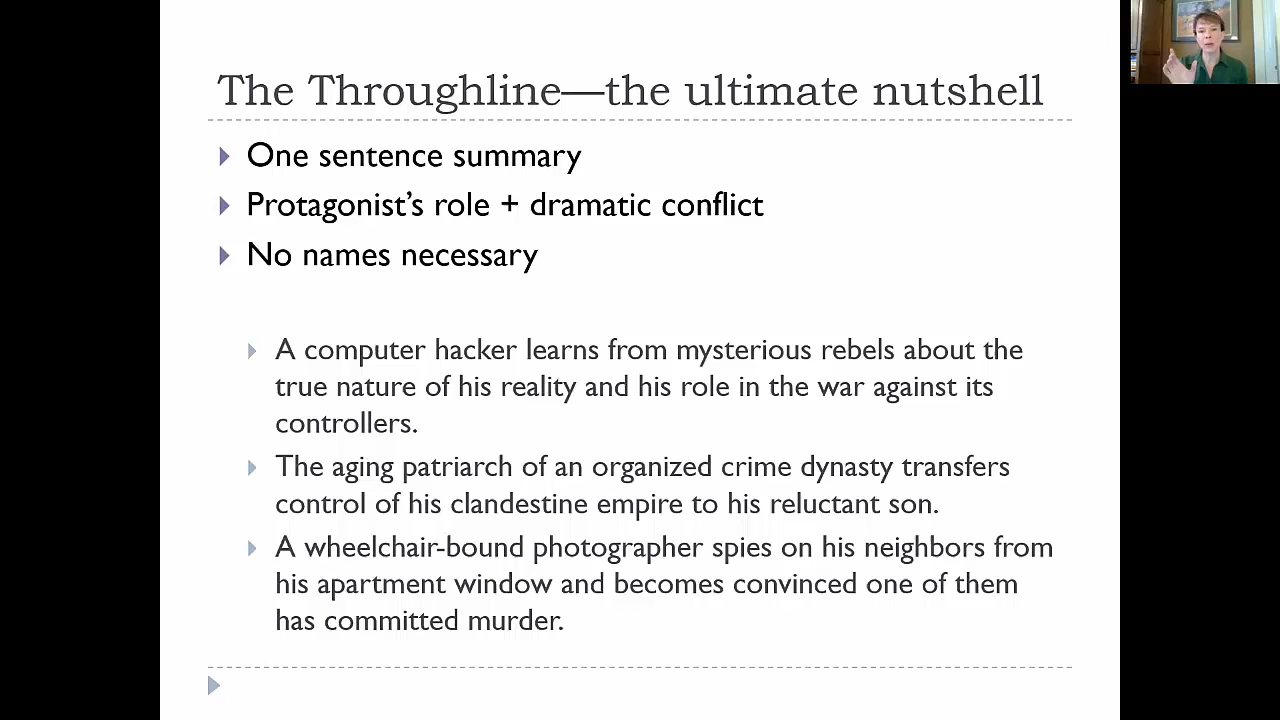 The Throughline—the ultimate nutshell
One sentence summary
Protagonist’s role + dramatic conflict
No names necessary
A computer hacker learns from mysterious rebels about the
true nature of his reality and his role in the war against its
controllers.
The aging patriarch of an organized crime dynasty transfers
control of his clandestine empire to his reluctant son.
A wheelchair-bound photographer spies on his neighbors from
his apartment window and becomes convinced one of them
has committed murder.